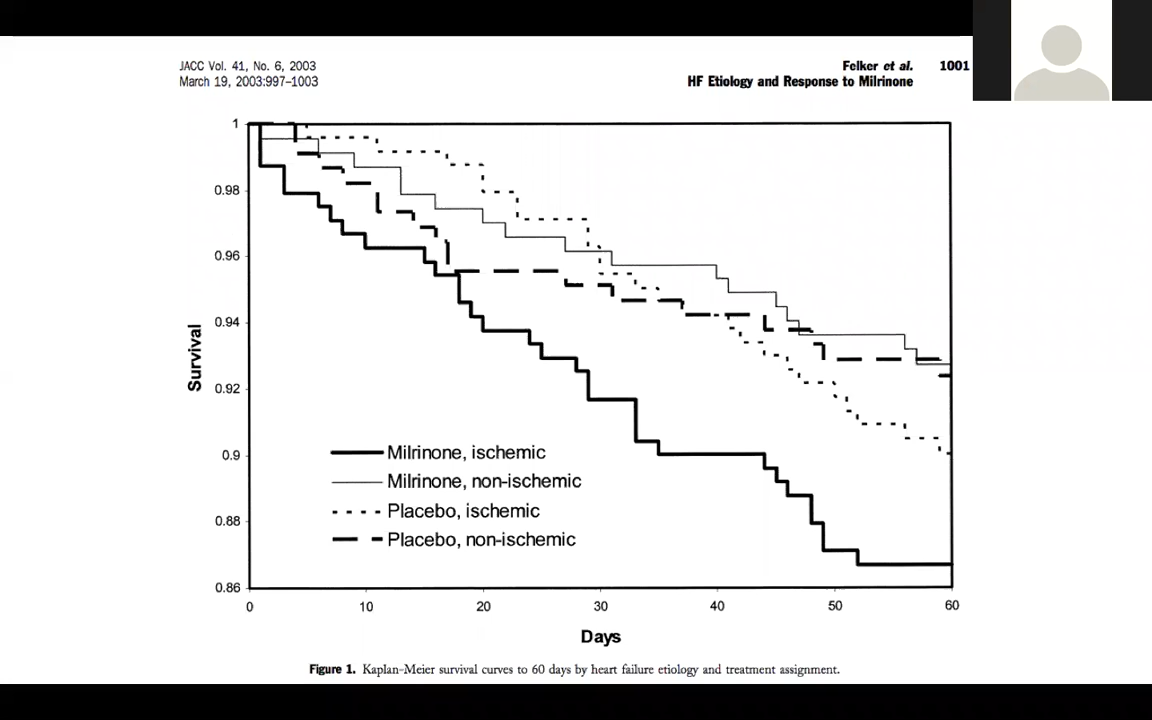 JACC Vol. 41, No. 6, 2003
March 19, 2003:997–1003
Felker et al. 1001
HF Etiology and Response to Milrinone
1
0.98
0.96
0.94
0.92
0.9
0.88
0.86
Survival
Milrinone, ischemic
Milrinone, non-ischemic
Placebo, ischemic
Placebo, non-ischemic
0 10 20 30 40 50 60
Days
Figure 1. Kaplan–Meier survival curves to 60 days by heart failure etiology and treatment assignment.